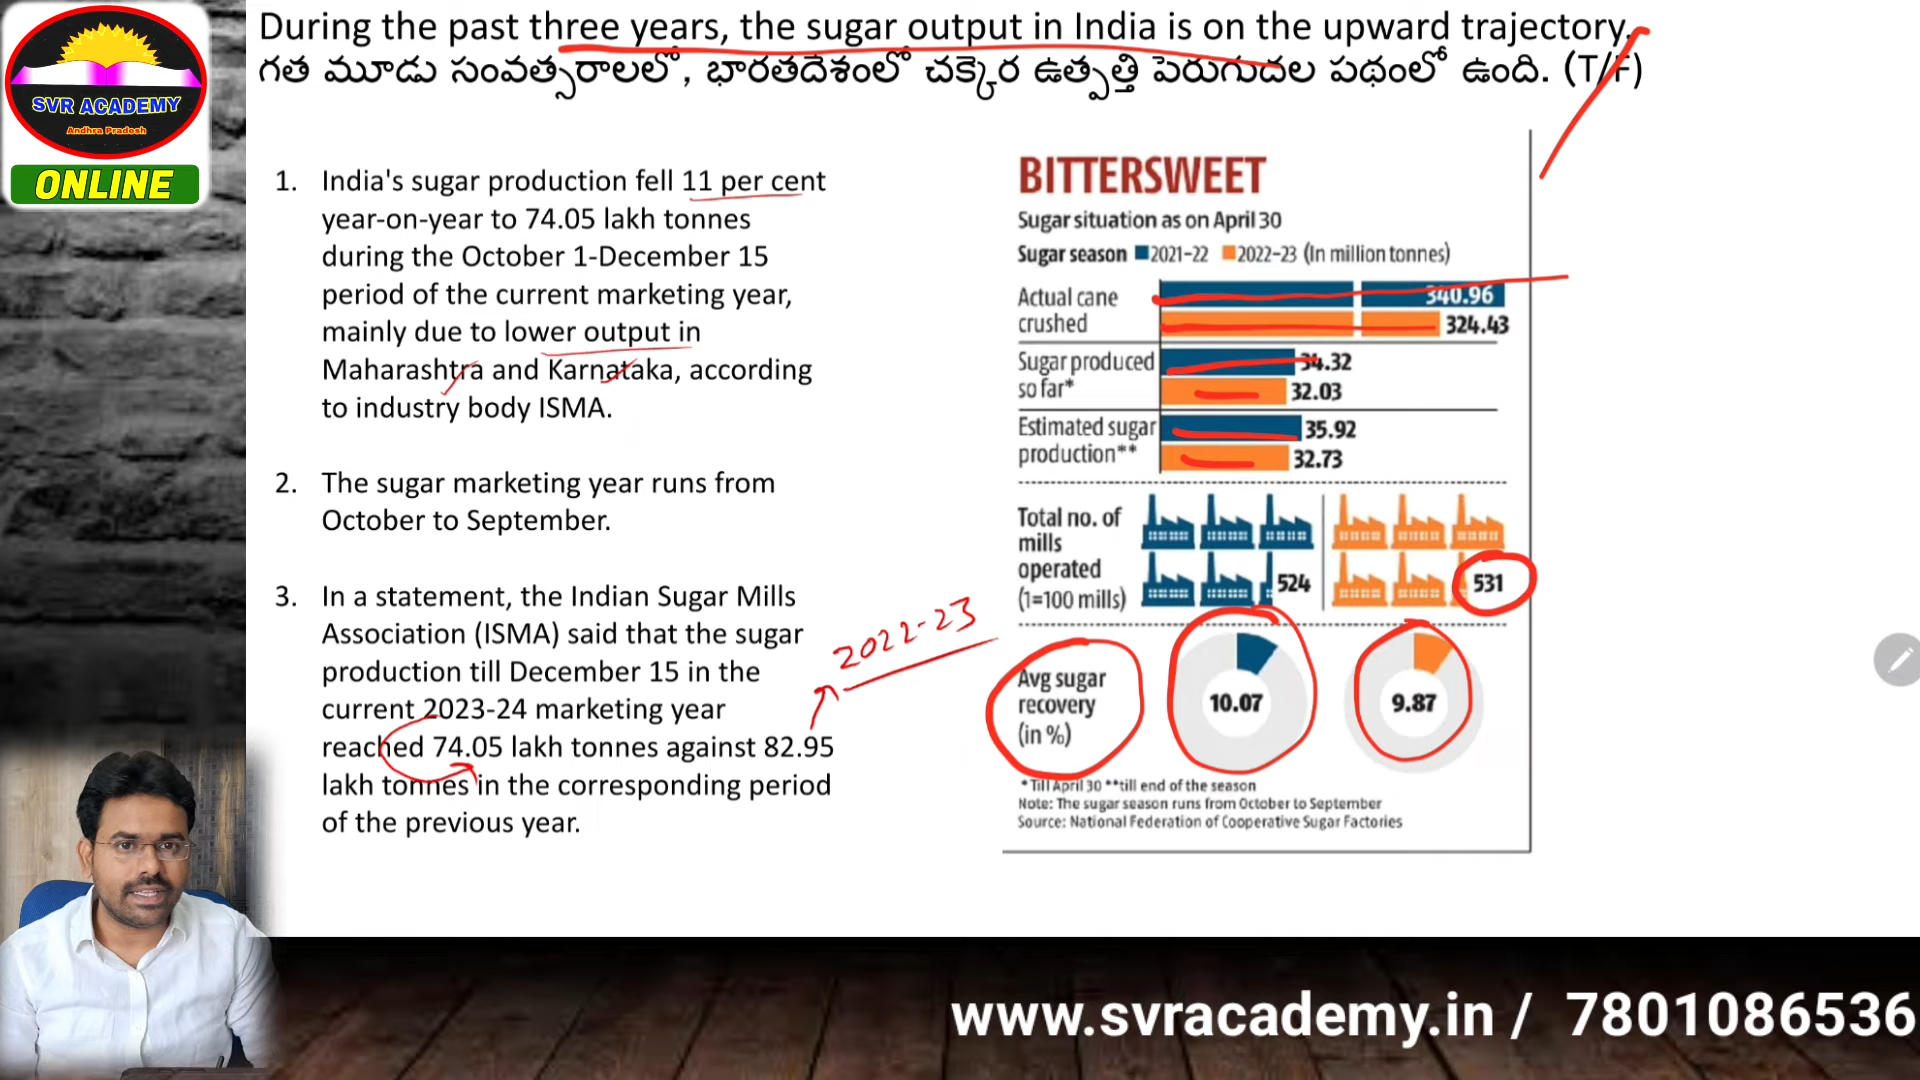 During the past three years, the sugar output in India is on the upward trajectory.
గత మూడు సంవత్సరాలలో, భారతదేశంలో చక్కెర ఉత్పత్తి పెరుగుదల పథంలో ఉంది. (T/F)
SVR ACADEMY
Andhra Pradesh
ONLINE
1. India's sugar production fell 11 per cent
year-on-year to 74.05 lakh tonnes
during the October 1-December 15
period of the current marketing year,
mainly due to lower output in
Maharashtra and Karnataka, according
to industry body ISMA.
2. The sugar marketing year runs from
October to September.
3. In a statement, the Indian Sugar Mills
Association (ISMA) said that the sugar
production till December 15 in the
current 2023-24 marketing year
reached 74.05 lakh tonnes against 82.95
lakh tonnes in the corresponding period
of the previous year.
2022-23
BITTERSWEET
Sugar situation as on April 30
Sugar season 2021-22 2022-23 (In million tonnes)
Actual cane
crushed
340.96
324.43
Sugar produced
so far*
34.32
32.03
Estimated sugar
production**
35.92
32.73
Total no. of
mills
operated
(1=100 mills)
524
531
Avg sugar
recovery
(in %)
10.07
9.87
*Till April 30 **till end of the season
Note: The sugar season runs from October to September
Source: National Federation of Cooperative Sugar Factories
www.svracademy.in / 7801086536